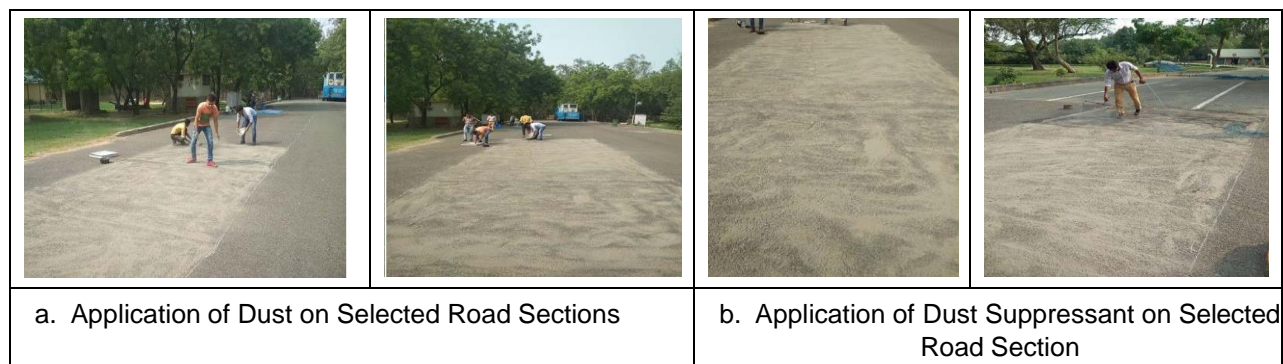 a. Application of Dust on Selected Road Sections
b. Application of Dust Suppressant on Selected
Road Section